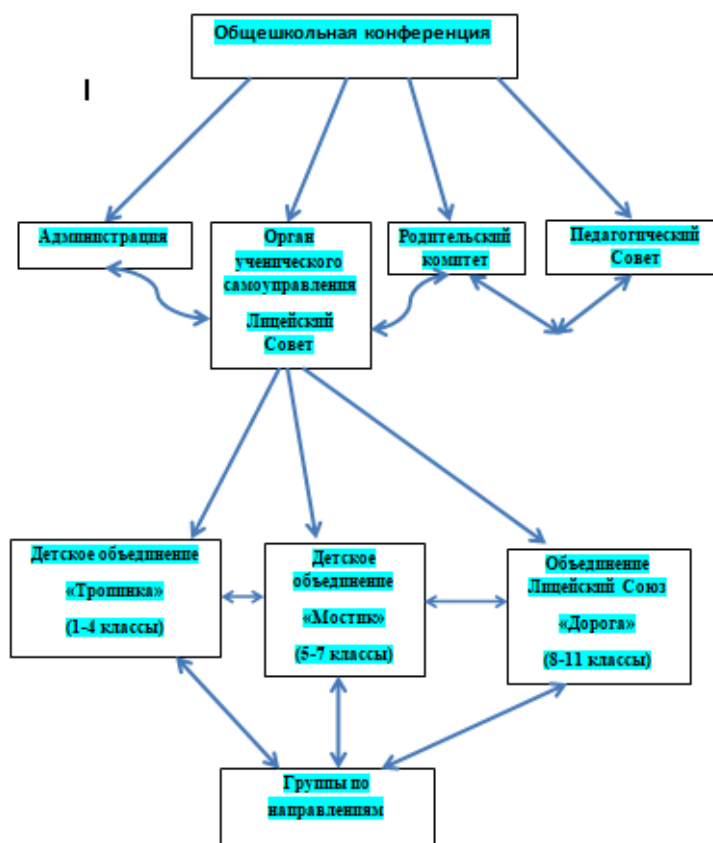 Общешкольная конференция
I
Администрация
Орган
ученического
самоуправления
Лицейский
Совет
Родительский
комитет
Педагогический
Совет
Детское объединение
«Тропинка»
(1-4 классы)
Детское
объединение
«Мостик»
(5-7 классы)
Объединение
Лицейский Союз
«Дорога»
(8-11 классы)
Группы по
направлениям